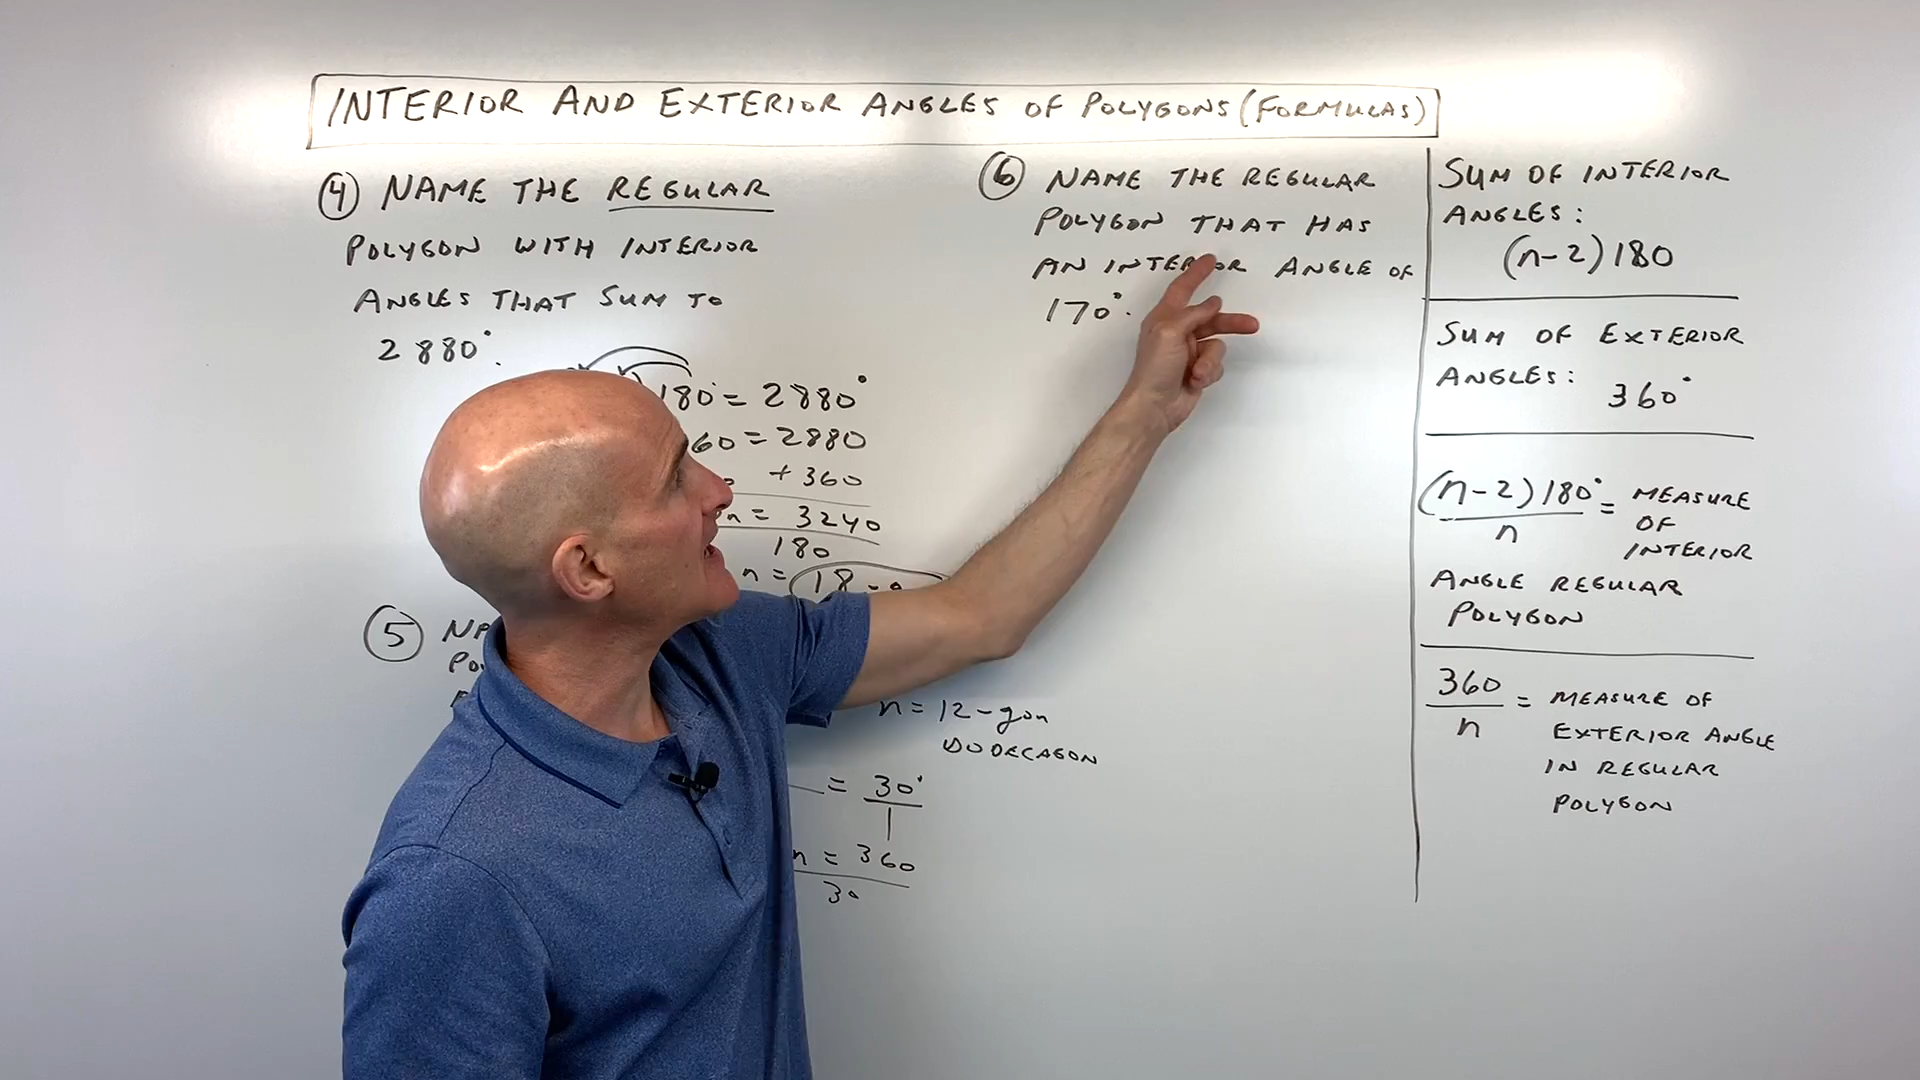 INTERIOR AND EXTERIOR ANGLES OF POLYGONS (FORMULAS)
④ NAME THE REGULAR
POLYGON WITH INTERIOR
ANGLES THAT SUM TO
2880°.
180° = 2880°
60 = 2880
+360
n = 3240
180
n = 18-
⑤
n = 12-gon
DODECAGON
= 30°
1
n = 360
30
⑥ NAME THE REGULAR
POLYGON THAT HAS
AN INTERIOR ANGLE OF
170°.
SUM OF INTERIOR
ANGLES:
(n-2)180
SUM OF EXTERIOR
ANGLES: 360°
(n-2)180° = MEASURE
n OF
INTERIOR
ANGLE REGULAR
POLYGON
360 = MEASURE OF
n EXTERIOR ANGLE
IN REGULAR
POLYGON